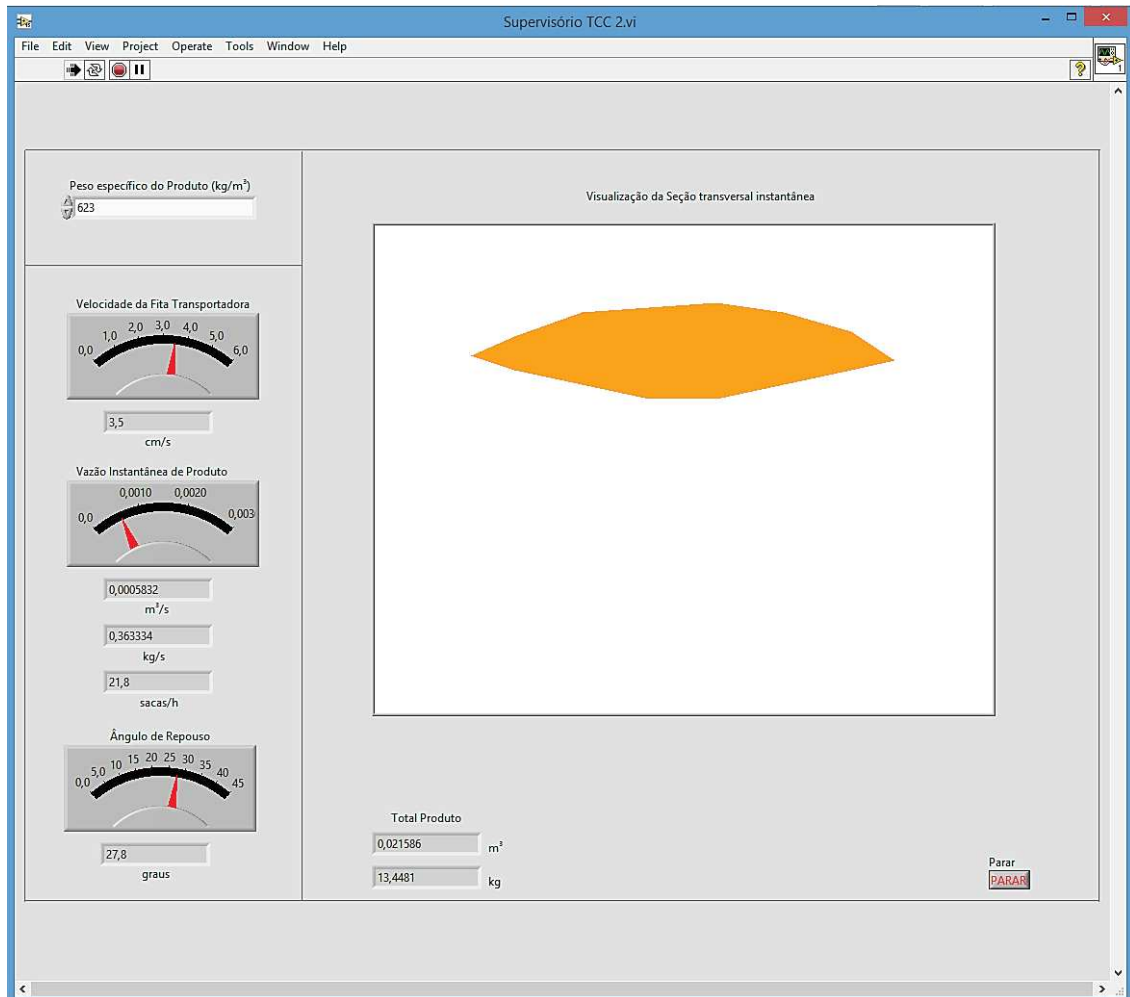 Supervisório TCC 2.vi
File Edit View Project Operate Tools Window Help
1
Peso específico do Produto (kg/m³)
623
Visualização da Seção transversal instantânea
Velocidade da Fita Transportadora
0,0 1,0 2,0 3,0 4,0 5,0 6,0
3,5
cm/s
Vazão Instantânea de Produto
0,0 0,0010 0,0020 0,003
0,0005832
m³/s
0,363334
kg/s
21,8
sacas/h
Ângulo de Repouso
0,0 5,0 10 15 20 25 30 35 40 45
27,8
graus
Total Produto
0,021586 m³
13,4481 kg
Parar
PARAR